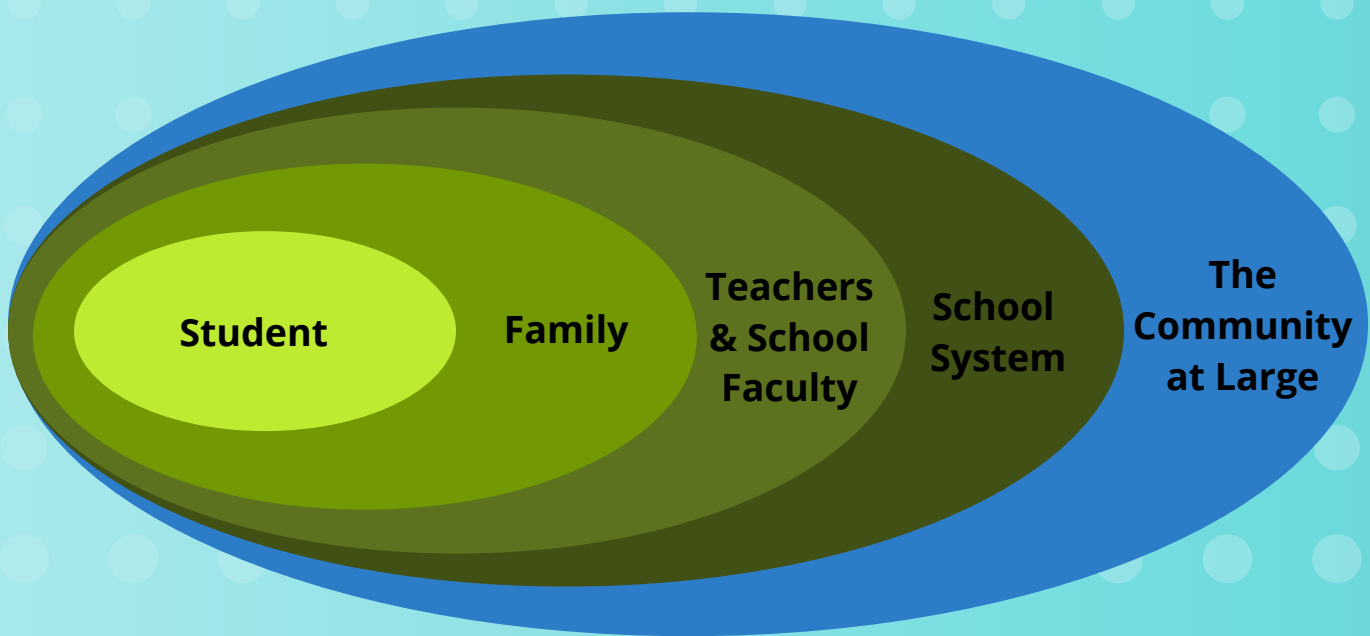 Student
Family
Teachers
& School
Faculty
School
System
The
Community
at Large